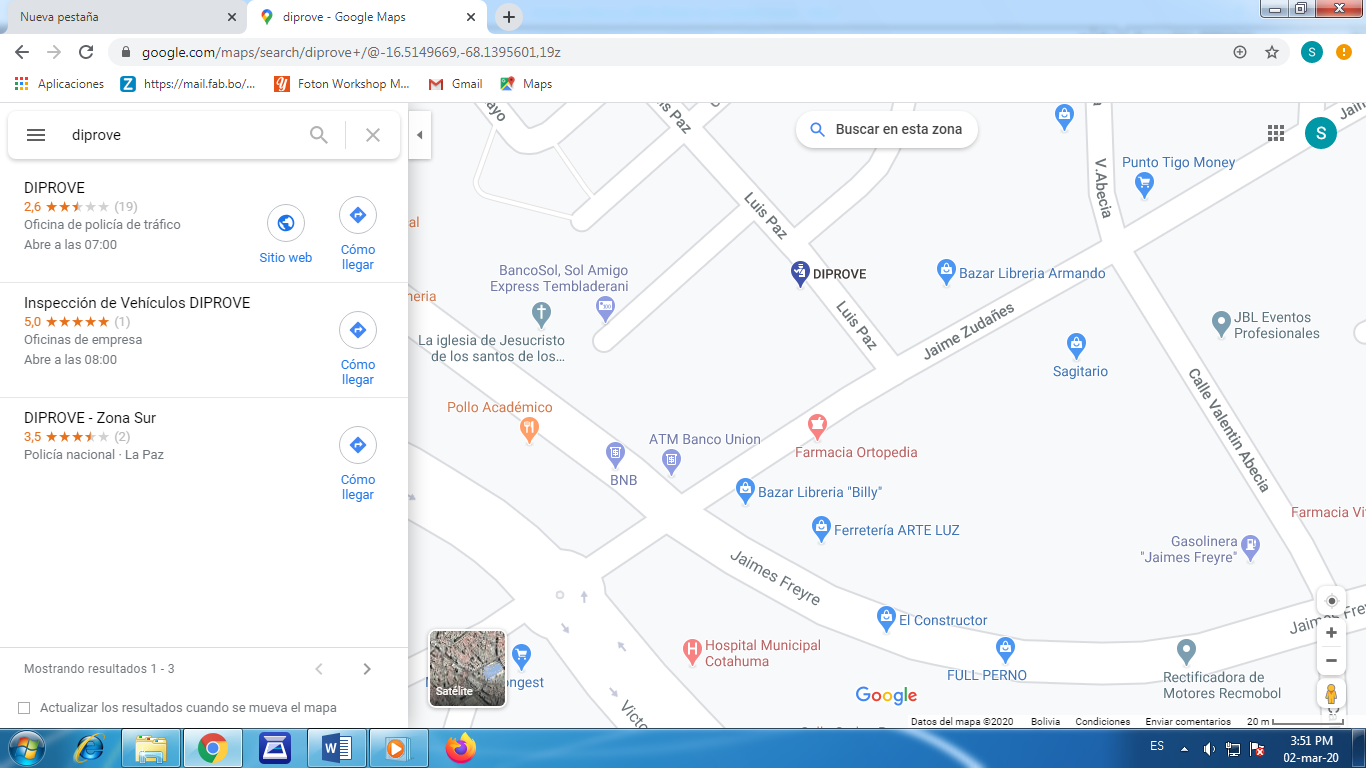 Nueva pestaña
diprove - Google Maps
google.com/maps/search/diprove+/@-16.5149669,-68.1395601,19z
S
Aplicaciones
https://mail.fab.bo/...
Foton Workshop M...
Gmail
Maps
diprove
DIPROVE
2,6 (19)
Oficina de policía de tráfico
Abre a las 07:00
Sitio web
Cómo
llegar
Inspección de Vehículos DIPROVE
5,0 (1)
Oficinas de empresa
Abre a las 08:00
Cómo
llegar
DIPROVE - Zona Sur
3,5 (2)
Policía nacional · La Paz
Cómo
llegar
Mostrando resultados 1 - 3
Actualizar los resultados cuando se mueva el mapa
Buscar en esta zona
S
Luis Paz
V.Abecia
Punto Tigo Money
Luis Paz
DIPROVE
Bazar Libreria Armando
BancoSol, Sol Amigo
Express Tembladerani
La iglesia de Jesucristo
de los santos de los...
Luis Paz
Jaime Zudañes
JBL Eventos
Profesionales
Sagitario
Calle Valentin Abecia
Pollo Académico
ATM Banco Union
BNB
Farmacia Ortopedia
Bazar Libreria "Billy"
Ferretería ARTE LUZ
Farmacia Vi
Gasolinera
"Jaimes Freyre"
Jaimes Freyre
El Constructor
Jaimes Fre
Hospital Municipal
Cotahuma
FULL PERNO
Rectificadora de
Motores Recmobol
ongest
Satélite
Victo
Google
Datos del mapa ©2020 Bolivia Condiciones Enviar comentarios 20 m
ES
3:51 PM
02-mar-20